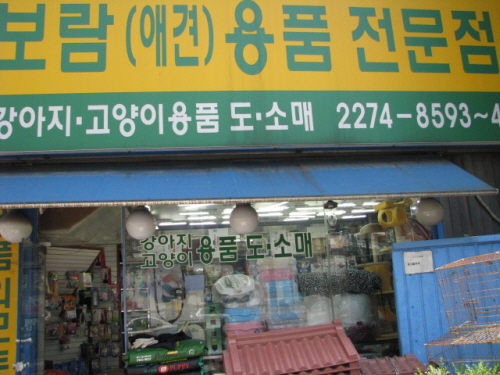 보람(애견)용품 전문점
강아지·고양이용품 도·소매 2274-8593~4
강아지
고양이 용품 도·소매